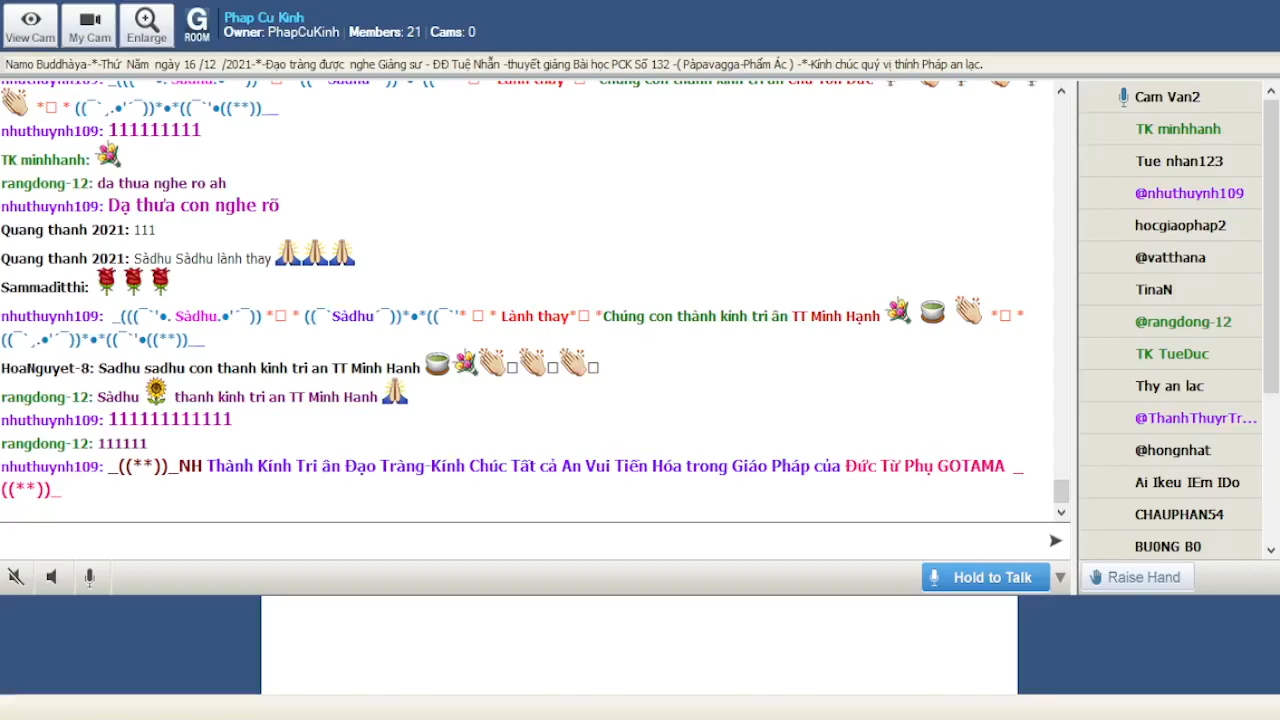 View Cam
My Cam
Enlarge
G
ROOM
Phap Cu Kinh
Owner: PhapCuKinh | Members: 21 | Cams: 0
Namo Buddhàya-*-Thứ Năm ngày 16 /12 /2021-*-Đạo tràng được nghe Giảng sư - ĐĐ Tuệ Nhẫn -thuyết giảng Bài học PCK Số 132 -( Pàpavagga-Phẩm Ác ) -*-Kính chúc quý vị thính Pháp an lạc.
*▯ * ((¯`¸.•'´¯))*•*((¯`'•((**))__
nhuthuynh109: 111111111
TK minhhanh:
rangdong-12: da thua nghe ro ah
nhuthuynh109: Dạ thưa con nghe rõ
Quang thanh 2021: 111
Quang thanh 2021: Sàdhu Sàdhu lành thay
Sammaditthi:
nhuthuynh109: _(((¯`'•. Sàdhu.•'´¯)) *▯ * ((¯`Sàdhu´¯))*•*((¯`'* ▯ * Lành thay*▯ *Chúng con thành kính tri ân TT Minh Hạnh *▯ *
((¯`¸.•'´¯))*•*((¯`'•((**))__
HoaNguyet-8: Sadhu sadhu con thanh kinh tri an TT Minh Hanh ▯▯▯
rangdong-12: Sàdhu thanh kinh tri an TT Minh Hanh
nhuthuynh109: 111111111111
rangdong-12: 111111
nhuthuynh109: _((**))_NH Thành Kính Tri ân Đạo Tràng-Kính Chúc Tất cả An Vui Tiến Hóa trong Giáo Pháp của Đức Từ Phụ GOTAMA _
((**))_
Cam Van2
TK minhhanh
Tue nhan123
@nhuthuynh109
hocgiaophap2
@vatthana
TinaN
@rangdong-12
TK TueDuc
Thy an lac
@ThanhThuyrTr...
@hongnhat
Ai Ikeu IEm IDo
CHAUPHAN54
BU0NG B0
Hold to Talk
Raise Hand